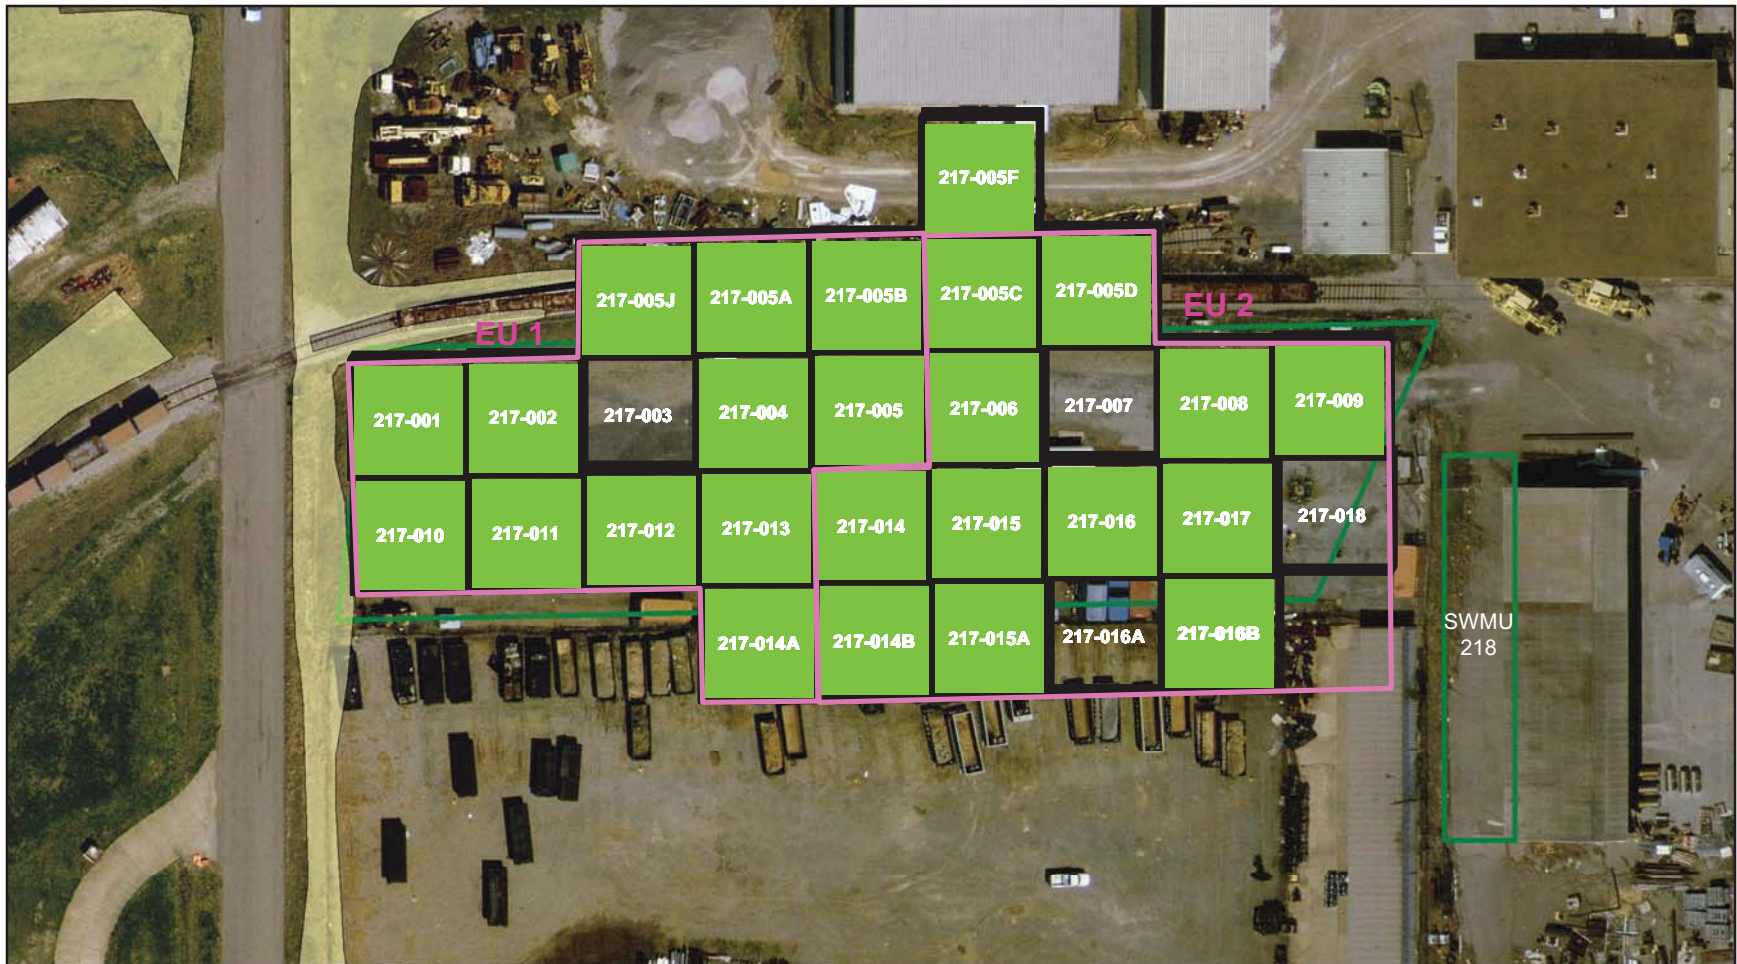 217-005F
217-005J
217-005A
217-005B
217-005C
217-005D
EU 1
EU 2
217-001
217-002
217-003
217-004
217-005
217-006
217-007
217-008
217-009
217-010
217-011
217-012
217-013
217-014
217-015
217-016
217-017
217-018
217-014A
217-014B
217-015A
217-016A
217-016B
SWMU
218